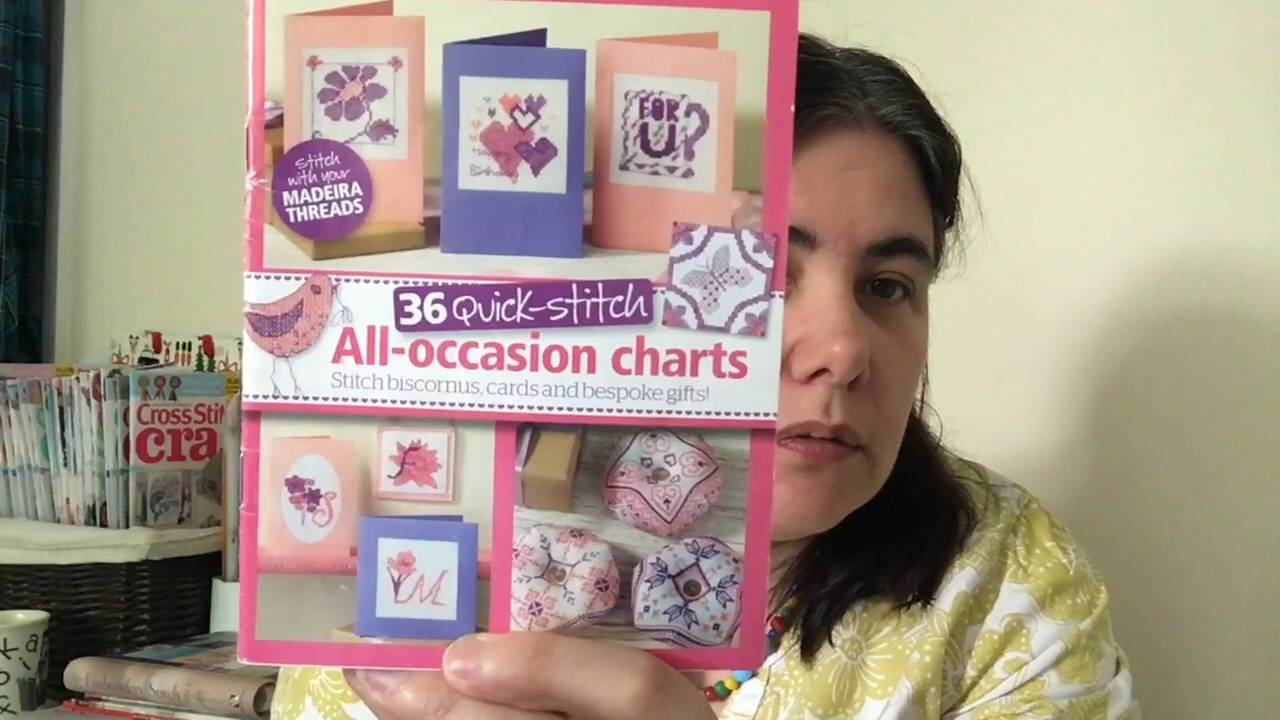 FOR
U?
Stitch
with your
MADEIRA
THREADS
36 Quick-stitch
All-occasion charts
Stitch biscornus, cards and bespoke gifts!
Cross Stit
cra
S
M